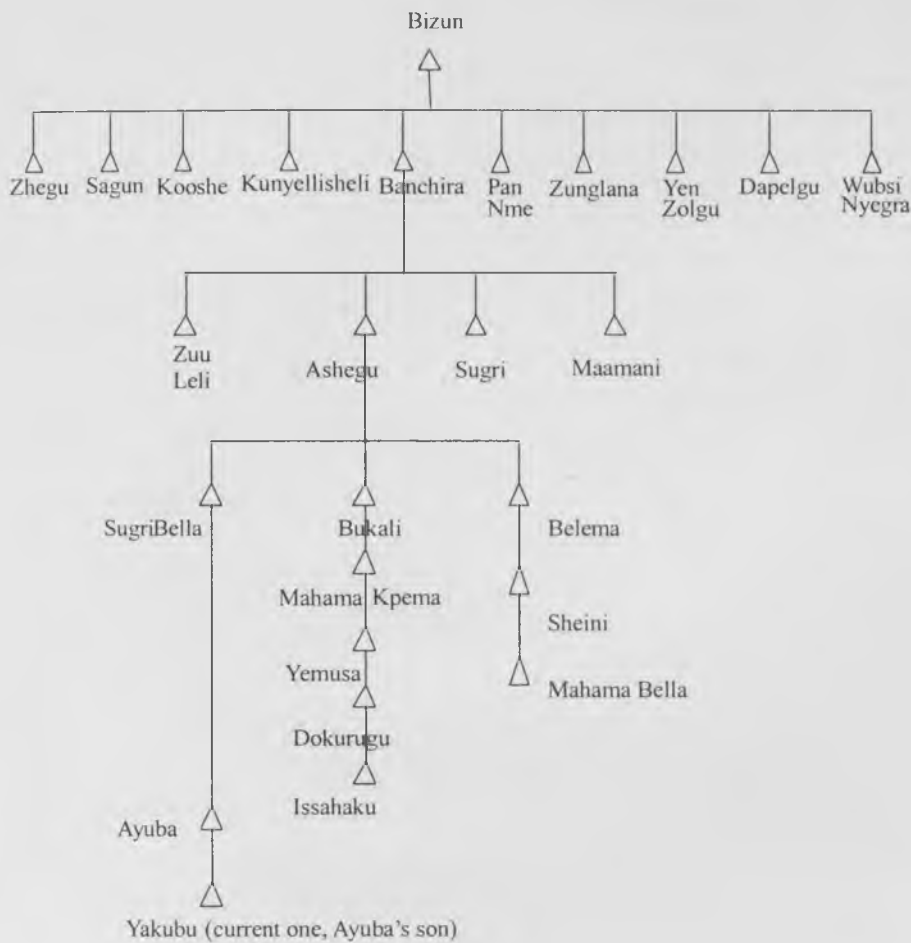 Bizun
Zhegu
Sagun
Kooshe
Kunyellisheli
Banchira
Pan
Nme
Zunglana
Yen
Zolgu
Dapelgu
Wubsi
Nyegra
Zuu
Leli
Ashegu
Sugri
Maamani
SugriBella
Bukali
Belema
Mahama Kpema
Sheini
Yemusa
Mahama Bella
Dokurugu
Issahaku
Ayuba
Yakubu (current one, Ayuba's son)